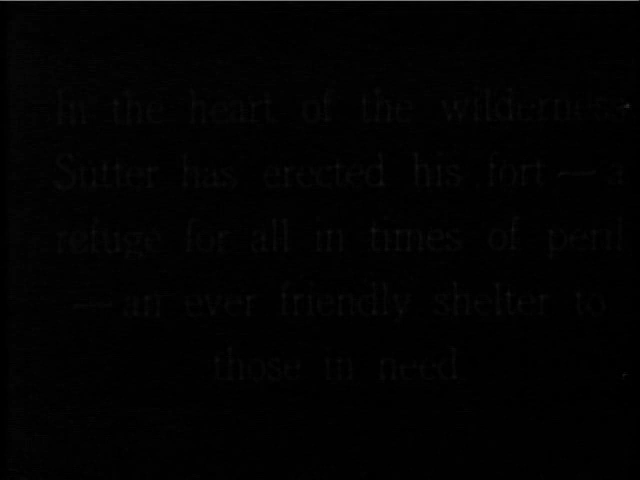 In the heart of the wilderness
Sutter has erected his fort — a
refuge for all in times of peril
— an ever friendly shelter to
those in need